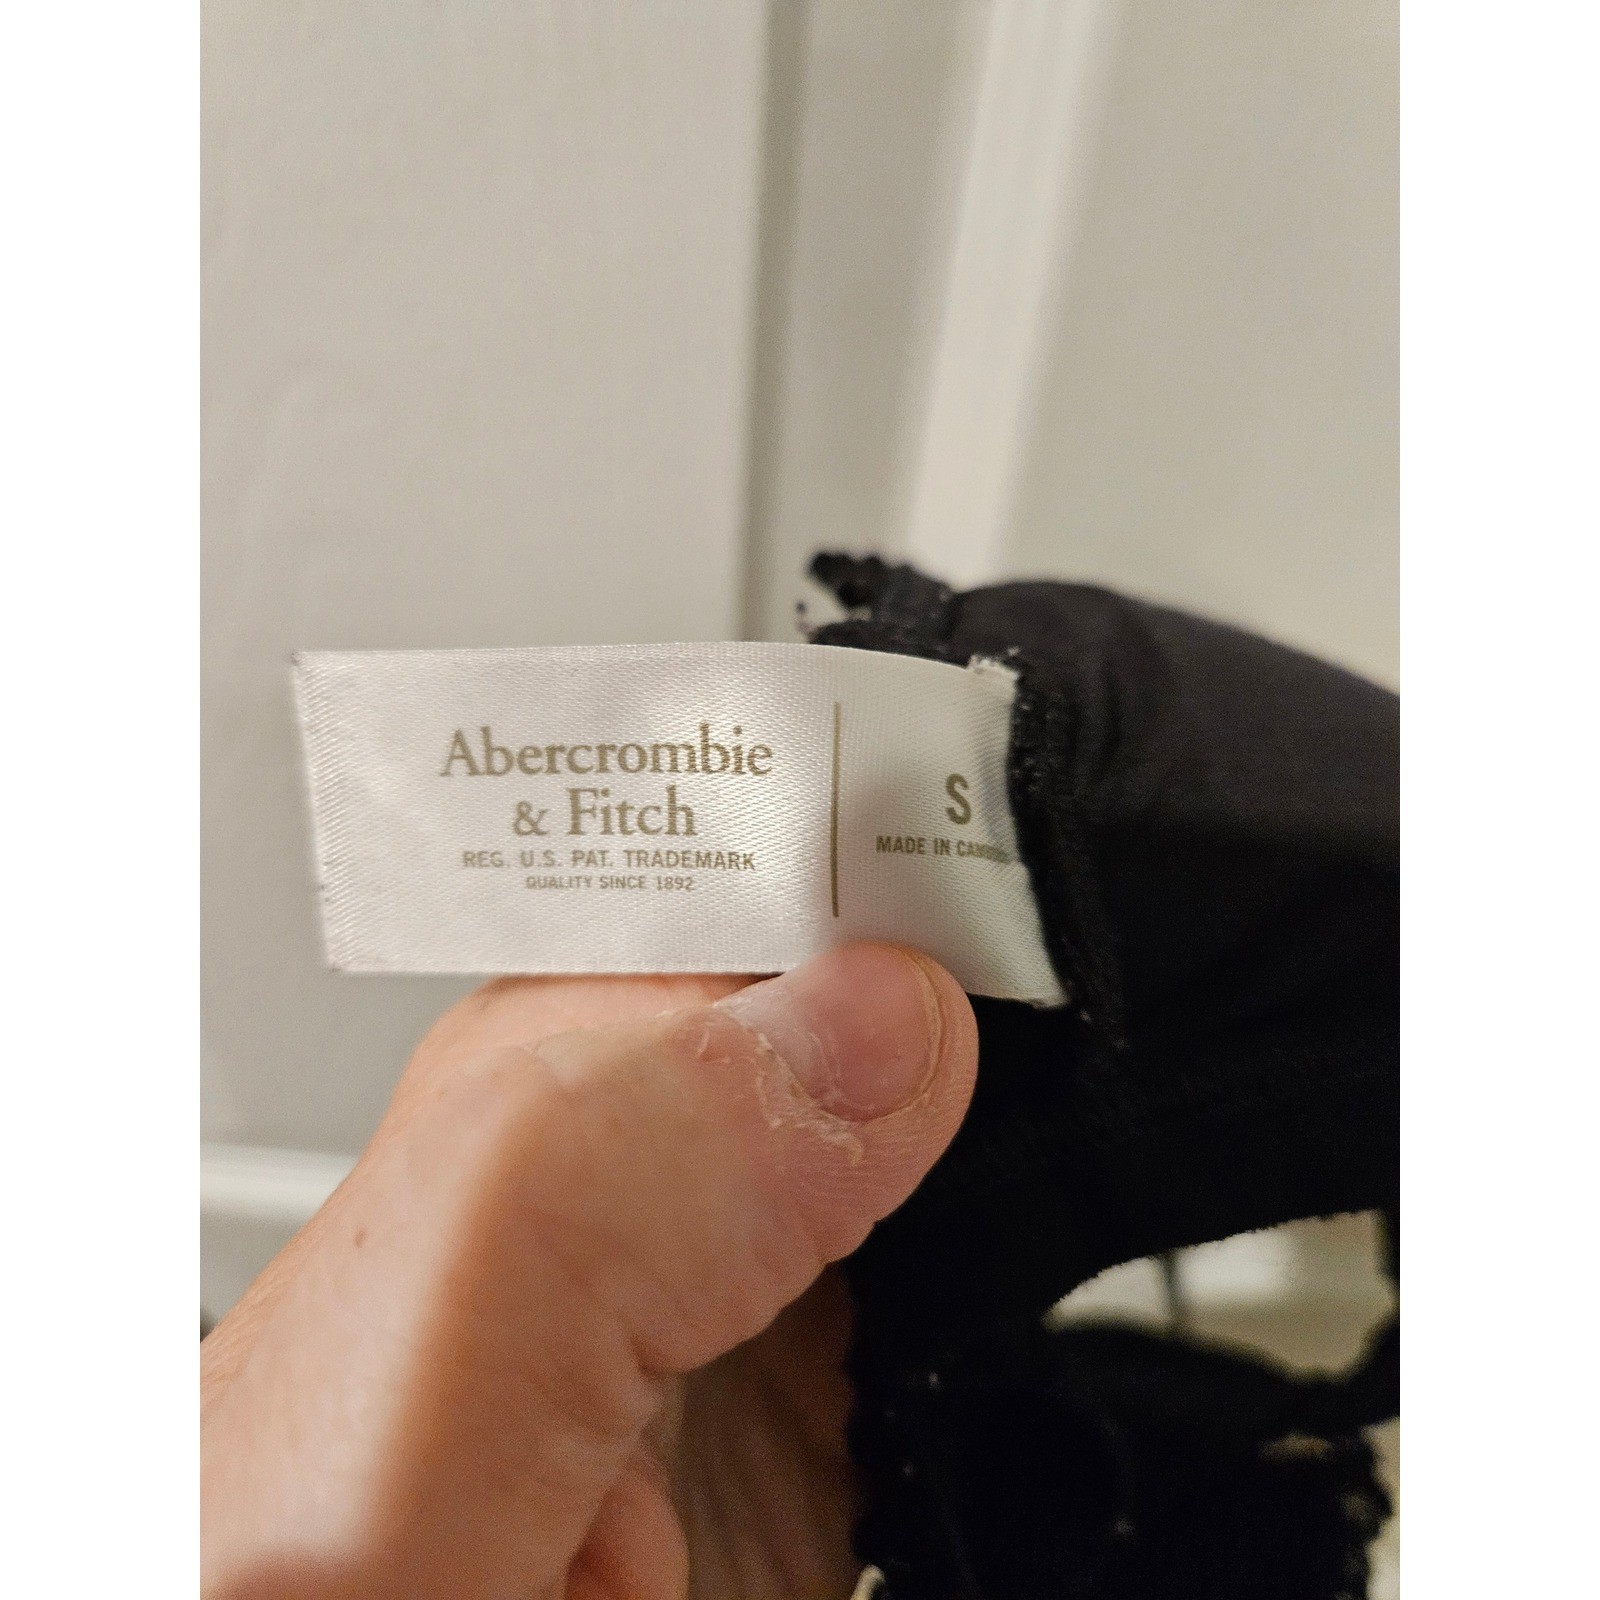 Abercrombie
& Fitch
REG. U.S. PAT. TRADEMARK
QUALITY SINCE 1892
S
MADE IN